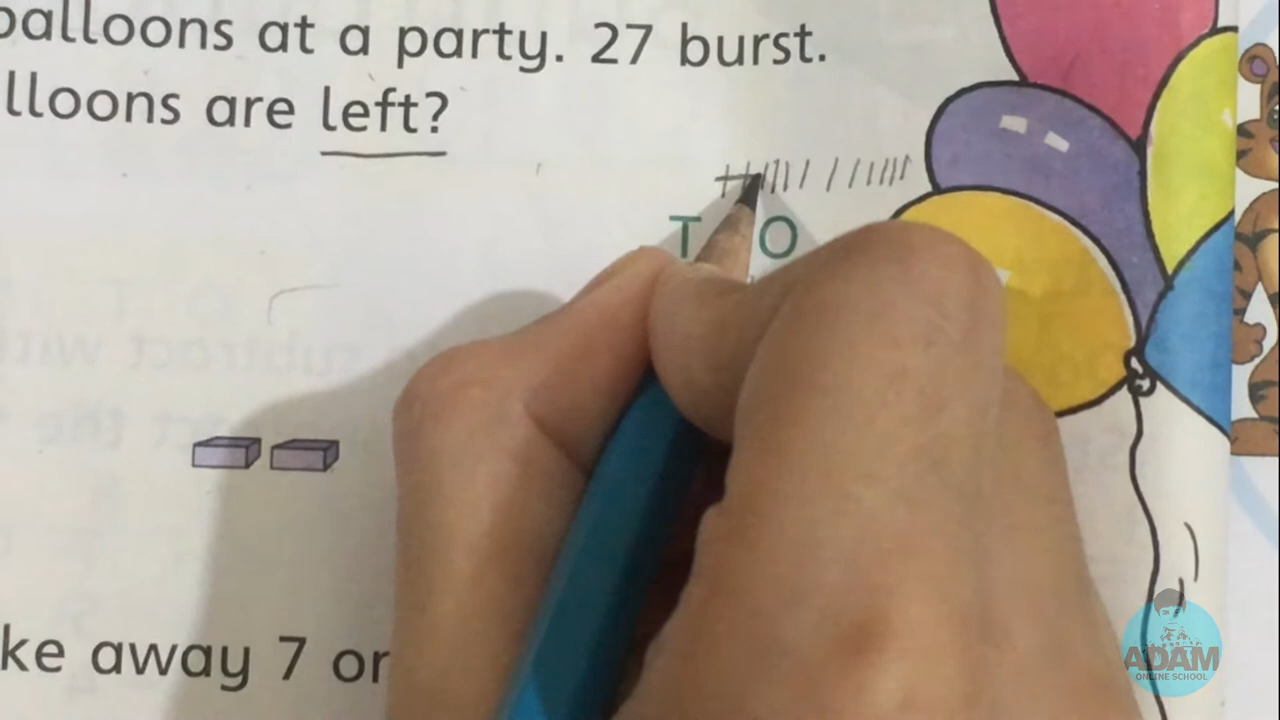 balloons at a party. 27 burst.
lloons are left?
T O
ke away 7 or
ADAM
ONLINE SCHOOL